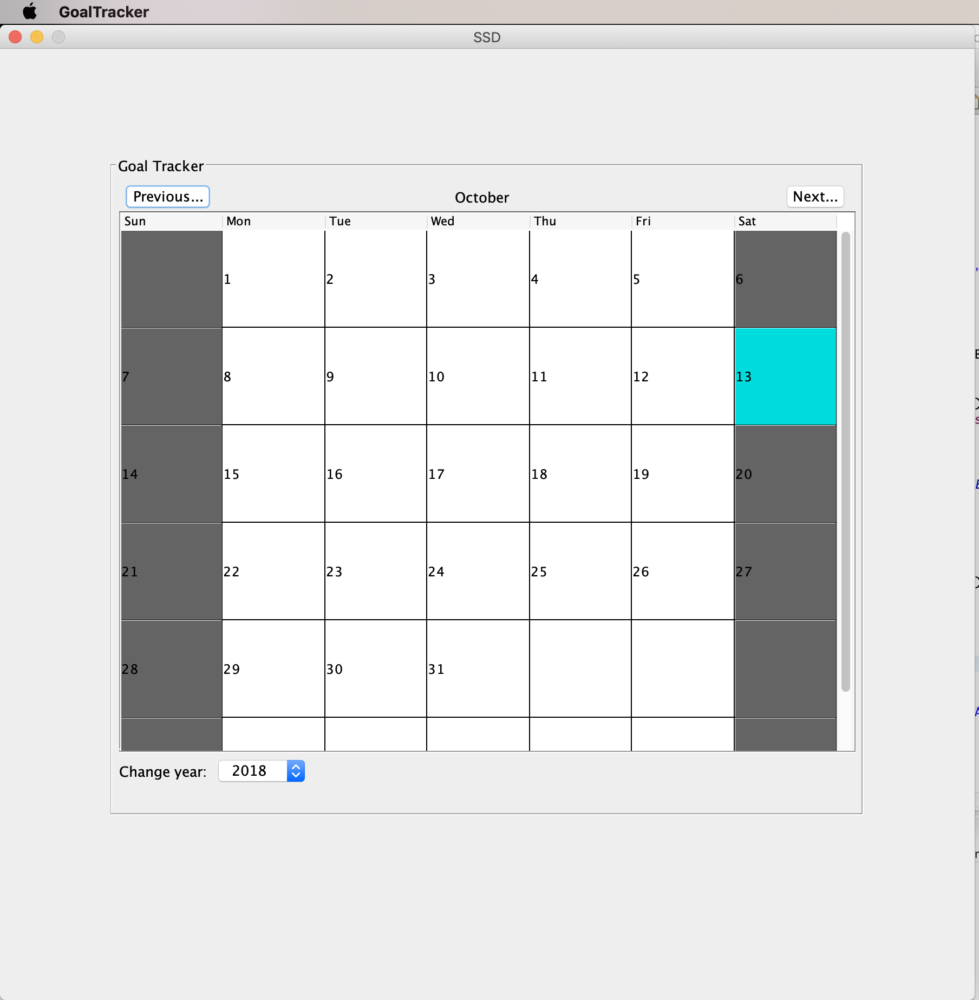 GoalTracker
SSD
Goal Tracker
Previous... October Next...
Sun Mon Tue Wed Thu Fri Sat
1 2 3 4 5 6
7 8 9 10 11 12 13
14 15 16 17 18 19 20
21 22 23 24 25 26 27
28 29 30 31
Change year: 2018